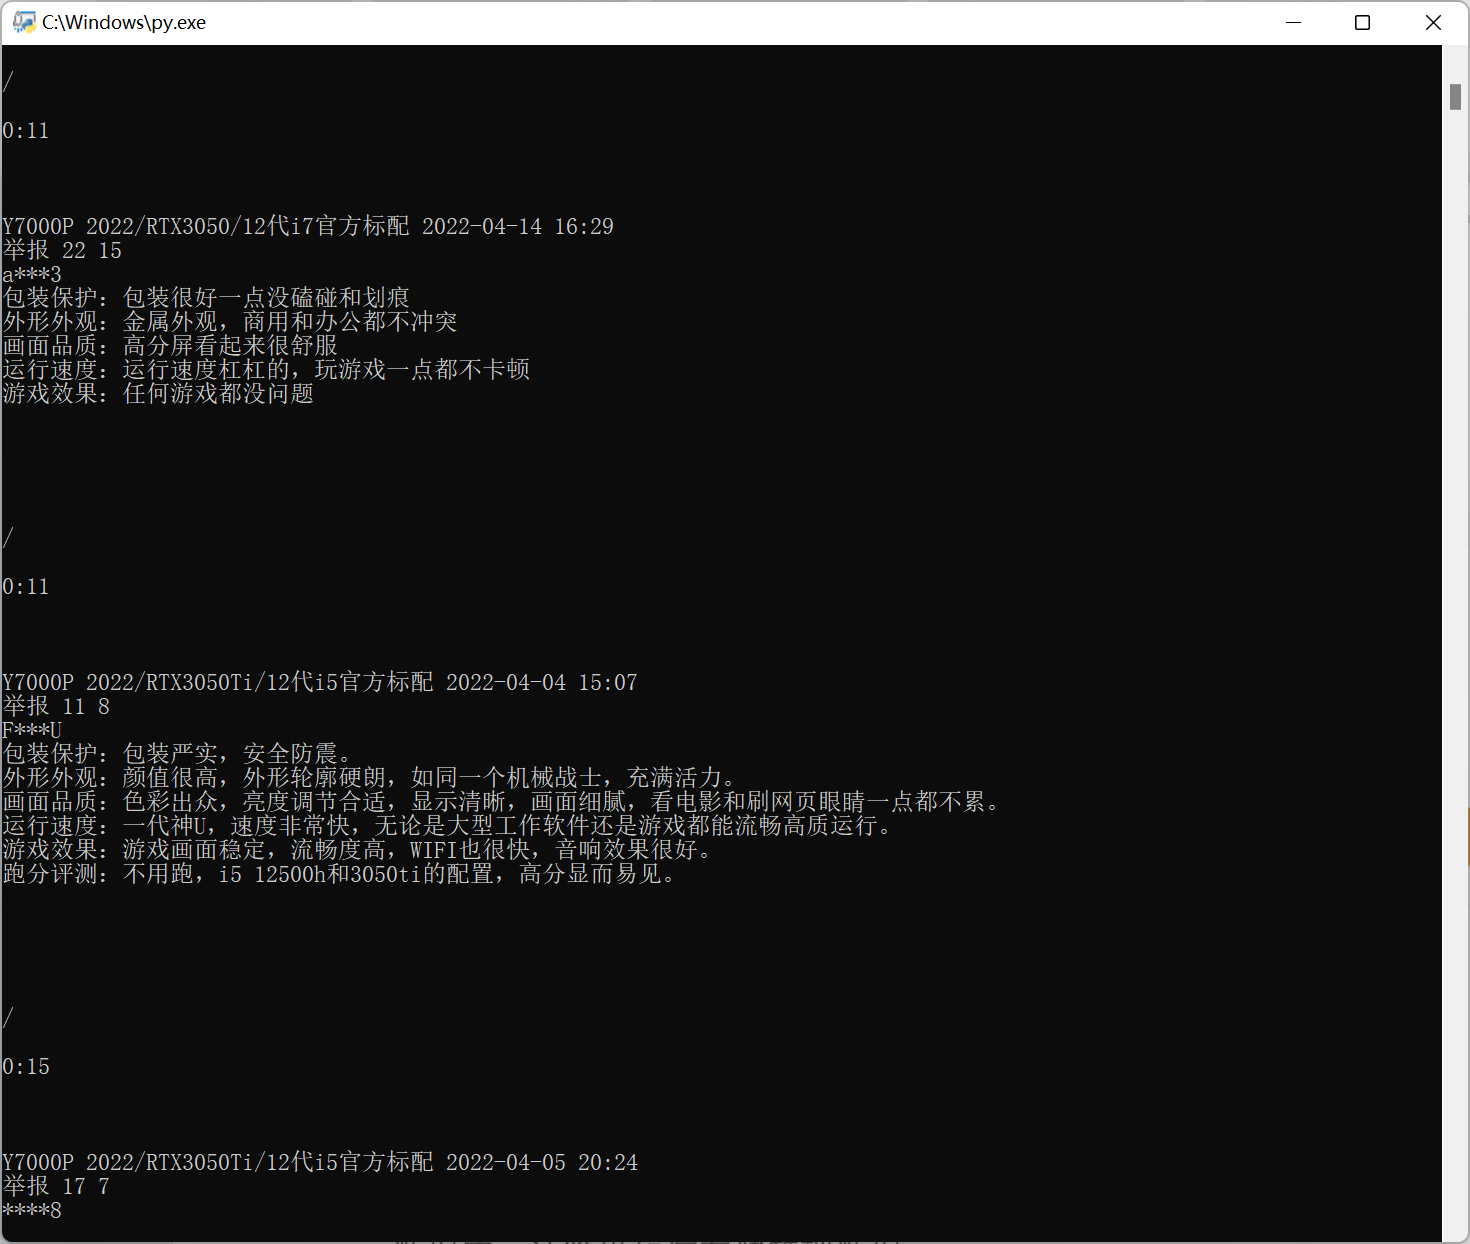 C:\Windows\py.exe
/
0:11
Y7000P 2022/RTX3050/12代i7官方标配 2022-04-14 16:29
举报 22 15
a***3
包装保护：包装很好一点没磕碰和划痕
外形外观：金属外观，商用和办公都不冲突
画面品质：高分屏看起来很舒服
运行速度：运行速度杠杠的，玩游戏一点都不卡顿
游戏效果：任何游戏都没问题
/
0:11
Y7000P 2022/RTX3050Ti/12代i5官方标配 2022-04-04 15:07
举报 11 8
F***U
包装保护：包装严实，安全防震。
外形外观：颜值很高，外形轮廓硬朗，如同一个机械战士，充满活力。
画面品质：色彩出众，亮度调节合适，显示清晰，画面细腻，看电影和刷网页眼睛一点都不累。
运行速度：一代神U，速度非常快，无论是大型工作软件还是游戏都能流畅高质运行。
游戏效果：游戏画面稳定，流畅度高，WIFI也很快，音响效果很好。
跑分评测：不用跑，i5 12500h和3050ti的配置，高分显而易见。
/
0:15
Y7000P 2022/RTX3050Ti/12代i5官方标配 2022-04-05 20:24
举报 17 7
****8